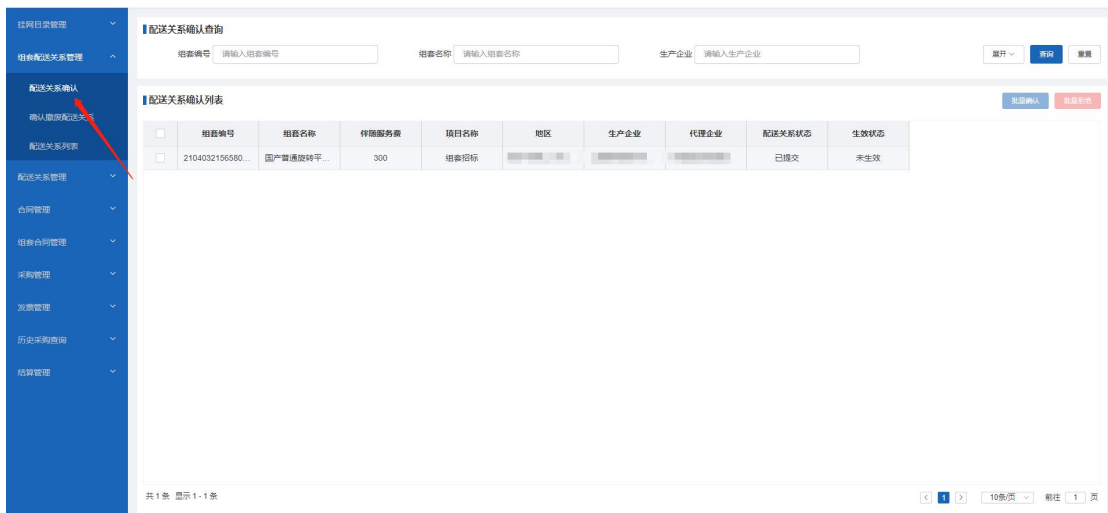 挂网目录管理
组套配送关系管理
配送关系确认
确认撤废配送关系
配送关系列表
配送关系管理
合同管理
组套合同管理
采购管理
发票管理
历史采购查询
结算管理
配送关系确认查询
组套编号 请输入组套编号 组套名称 请输入组套名称 生产企业 请输入生产企业 展开 查询 重置
配送关系确认列表 批量确认 批量拒绝
组套编号 组套名称 伴随服务费 项目名称 地区 生产企业 代理企业 配送关系状态 生效状态
2104032156580... 国产普通旋转平... 300 组套招标 已提交 未生效
共 1 条 显示 1 - 1 条 1 10条/页 前往 1 页